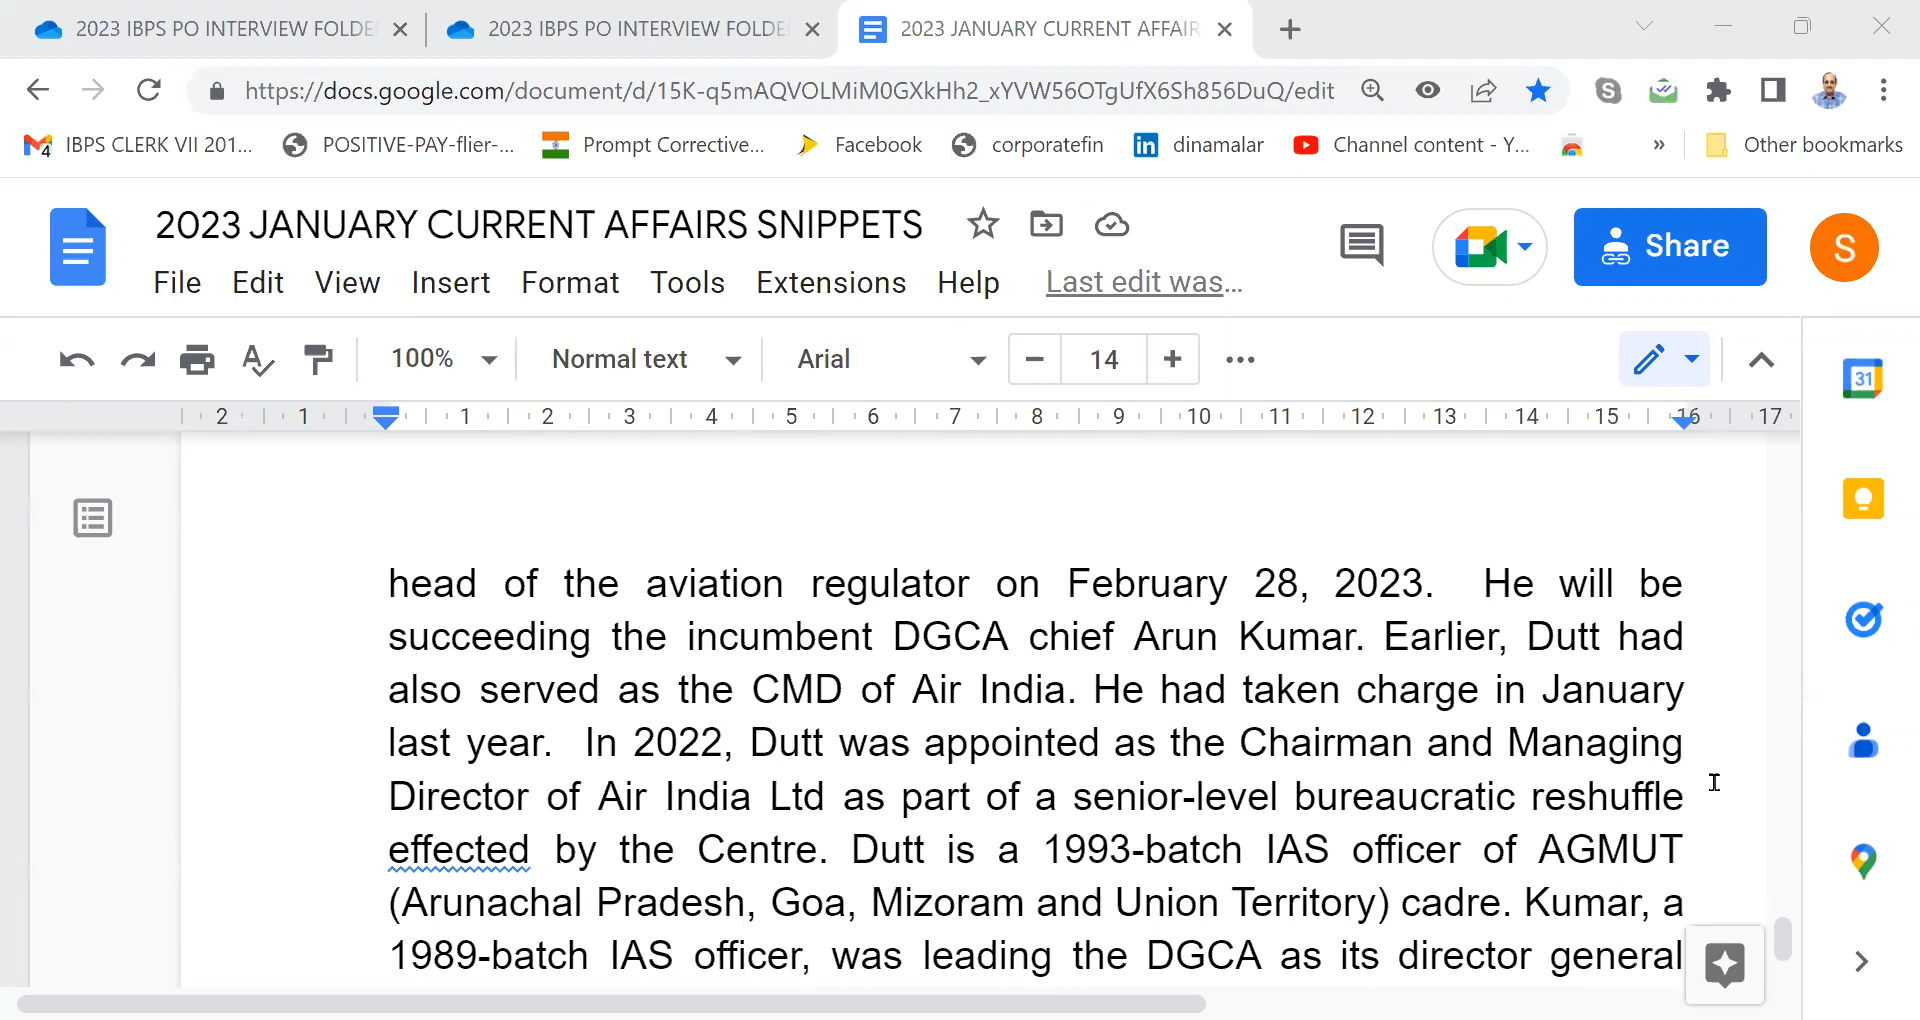 2023 IBPS PO INTERVIEW FOLDE
2023 IBPS PO INTERVIEW FOLDE
2023 JANUARY CURRENT AFFAIR
https://docs.google.com/document/d/15K-q5mAQVOLMiM0GXkHh2_xYVW56OTgUfX6Sh856DuQ/edit
IBPS CLERK VII 201...
POSITIVE-PAY-flier-...
Prompt Corrective...
Facebook
corporatefin
dinamalar
Channel content - Y...
»
Other bookmarks
2023 JANUARY CURRENT AFFAIRS SNIPPETS
Share
S
File Edit View Insert Format Tools Extensions Help Last edit was...
100% Normal text Arial 14
31
2 1 1 2 3 4 5 6 7 8 9 10 11 12 13 14 15 16 17
head of the aviation regulator on February 28, 2023. He will be
succeeding the incumbent DGCA chief Arun Kumar. Earlier, Dutt had
also served as the CMD of Air India. He had taken charge in January
last year. In 2022, Dutt was appointed as the Chairman and Managing
Director of Air India Ltd as part of a senior-level bureaucratic reshuffle
effected by the Centre. Dutt is a 1993-batch IAS officer of AGMUT
(Arunachal Pradesh, Goa, Mizoram and Union Territory) cadre. Kumar, a
1989-batch IAS officer, was leading the DGCA as its director general